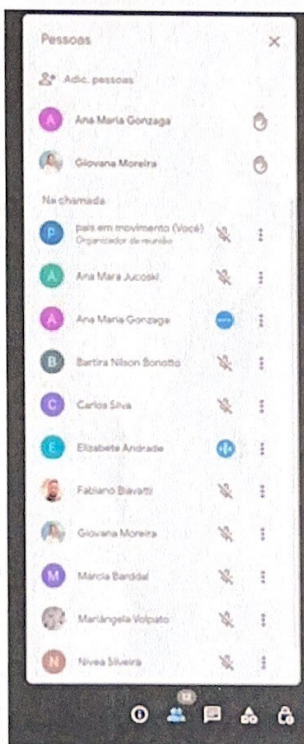 Pessoas
Adic. pessoas
A Ana Maria Gonzaga
Giovana Moreira
Na chamada
P pais em movimento (Você)
Organizador da reunião
A Ana Mara Jucoski
A Ana Maria Gonzaga
B Bartira Nilson Bonotto
C Carlos Silva
E Elizabete Andrade
Fabiano Biavatti
Giovana Moreira
M Márcia Barddal
Mariângela Volpato
N Nivea Silveira
12